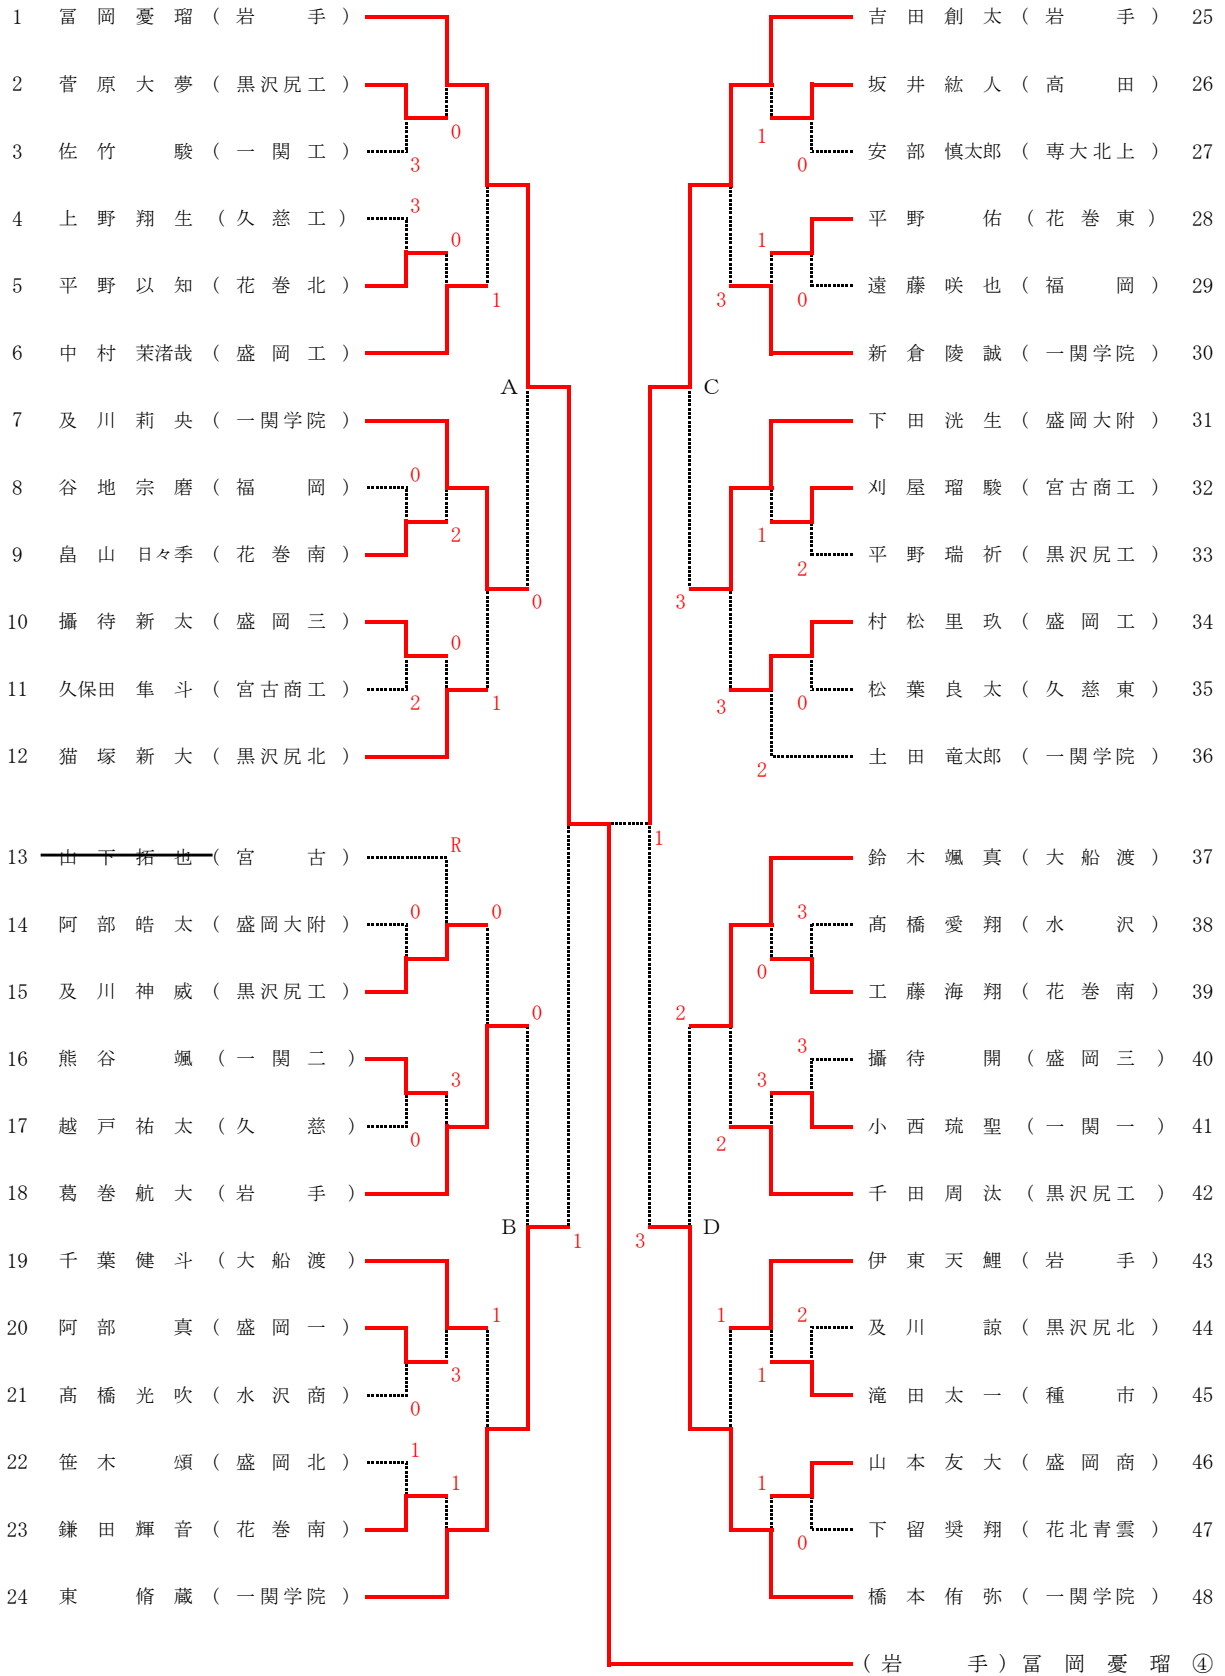 1 冨岡憂瑠 ( 岩手 )
2 菅原大夢 ( 黒沢尻工 )
0
3 佐竹駿 ( 一関工 )
3
4 上野翔生 ( 久慈工 )
3
0
5 平野以知 ( 花巻北 )
1
6 中村茉渚哉 ( 盛岡工 )
A
7 及川莉央 ( 一関学院 )
8 谷地宗磨 ( 福岡 )
0
2
9 畠山日々季 ( 花巻南 )
0
10 攝待新太 ( 盛岡三 )
0
11 久保田隼斗 ( 宮古商工 )
2
1
12 猫塚新大 ( 黒沢尻北 )
13 山下拓也 ( 宮古 )
R
14 阿部皓太 ( 盛岡大附 )
0
0
15 及川神威 ( 黒沢尻工 )
0
16 熊谷颯 ( 一関二 )
3
17 越戸祐太 ( 久慈 )
0
18 葛巻航大 ( 岩手 )
B
1
19 千葉健斗 ( 大船渡 )
1
20 阿部真 ( 盛岡一 )
3
21 髙橋光吹 ( 水沢商 )
0
22 笹木頌 ( 盛岡北 )
1
1
23 鎌田輝音 ( 花巻南 )
24 東脩蔵 ( 一関学院 )
吉田創太 ( 岩手 ) 25
坂井紘人 ( 高田 ) 26
1
安部慎太郎 ( 専大北上 ) 27
0
平野佑 ( 花巻東 ) 28
1
遠藤咲也 ( 福岡 ) 29
3
0
新倉陵誠 ( 一関学院 ) 30
C
下田洸生 ( 盛岡大附 ) 31
刈屋瑠駿 ( 宮古商工 ) 32
1
平野瑞祈 ( 黒沢尻工 ) 33
2
3
村松里玖 ( 盛岡工 ) 34
松葉良太 ( 久慈東 ) 35
3
0
土田竜太郎 ( 一関学院 ) 36
2
1
鈴木颯真 ( 大船渡 ) 37
3
髙橋愛翔 ( 水沢 ) 38
0
工藤海翔 ( 花巻南 ) 39
2
3
攝待開 ( 盛岡三 ) 40
3
小西琉聖 ( 一関一 ) 41
2
千田周汰 ( 黒沢尻工 ) 42
D
3
伊東天鯉 ( 岩手 ) 43
1
2
及川諒 ( 黒沢尻北 ) 44
1
滝田太一 ( 種市 ) 45
山本友大 ( 盛岡商 ) 46
1
下留奨翔 ( 花北青雲 ) 47
0
橋本侑弥 ( 一関学院 ) 48
( 岩手 ) 冨岡憂瑠 ④